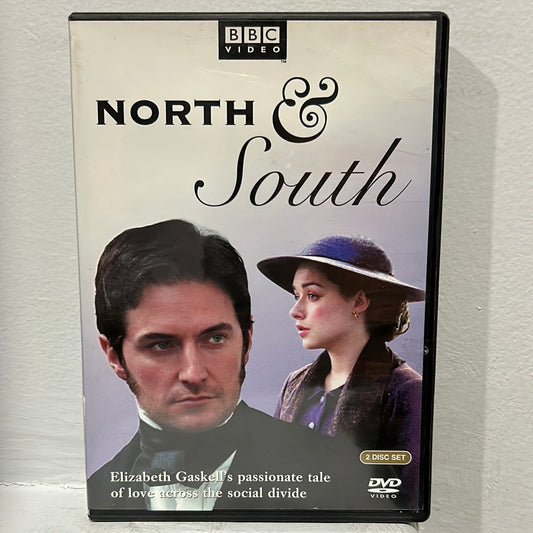 BBC
VIDEO
™
NORTH &
South
2 DISC SET
Elizabeth Gaskell's passionate tale
of love across the social divide
DVD
VIDEO